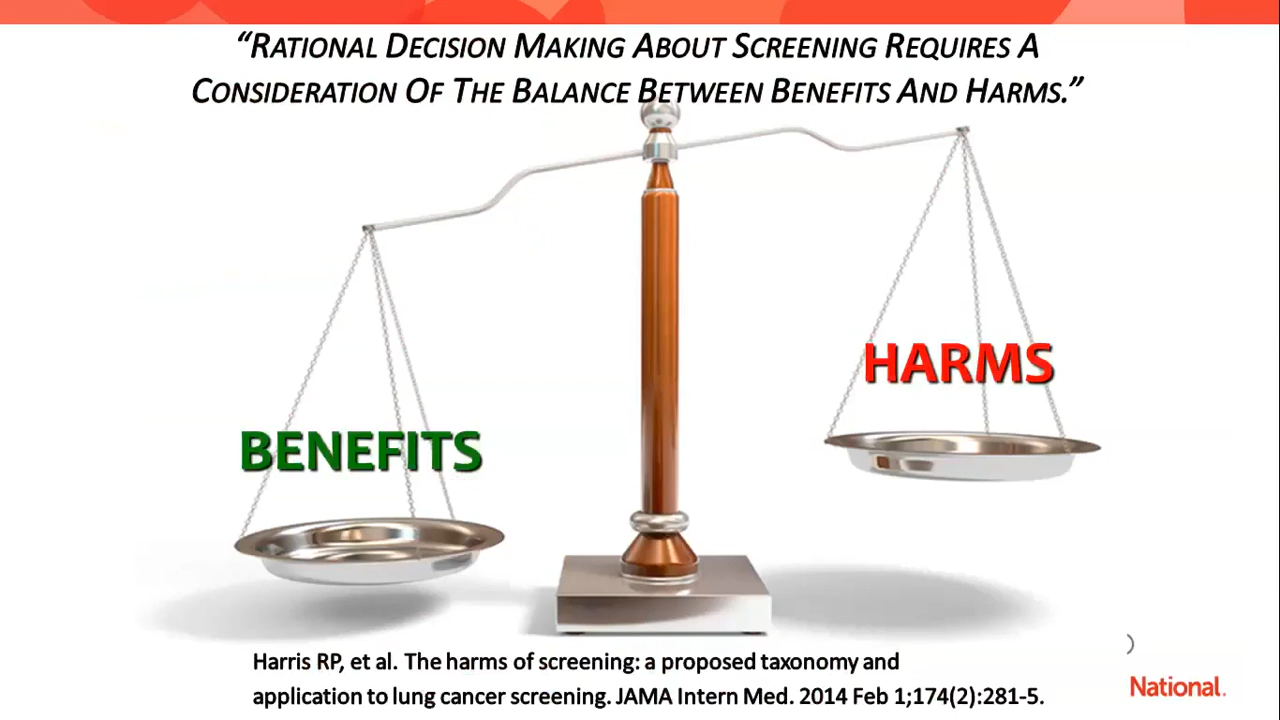 “RATIONAL DECISION MAKING ABOUT SCREENING REQUIRES A
CONSIDERATION OF THE BALANCE BETWEEN BENEFITS AND HARMS.”
HARMS
BENEFITS
Harris RP, et al. The harms of screening: a proposed taxonomy and
application to lung cancer screening. JAMA Intern Med. 2014 Feb 1;174(2):281-5.
National.